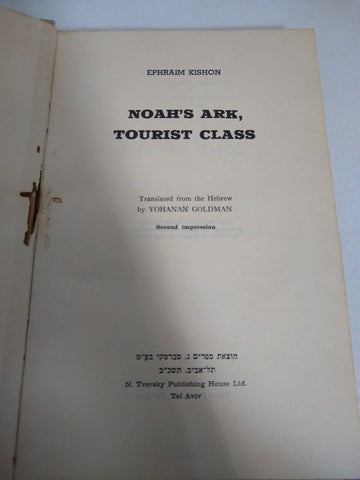 EPHRAIM KISHON
NOAH'S ARK,
TOURIST CLASS
Translated from the Hebrew
by YOHANAN GOLDMAN
Second impression
הוצאת ספרים נ. טברסקי בע״מ
תל־אביב, תשכ״ב
N. Tversky Publishing House Ltd.
Tel Aviv